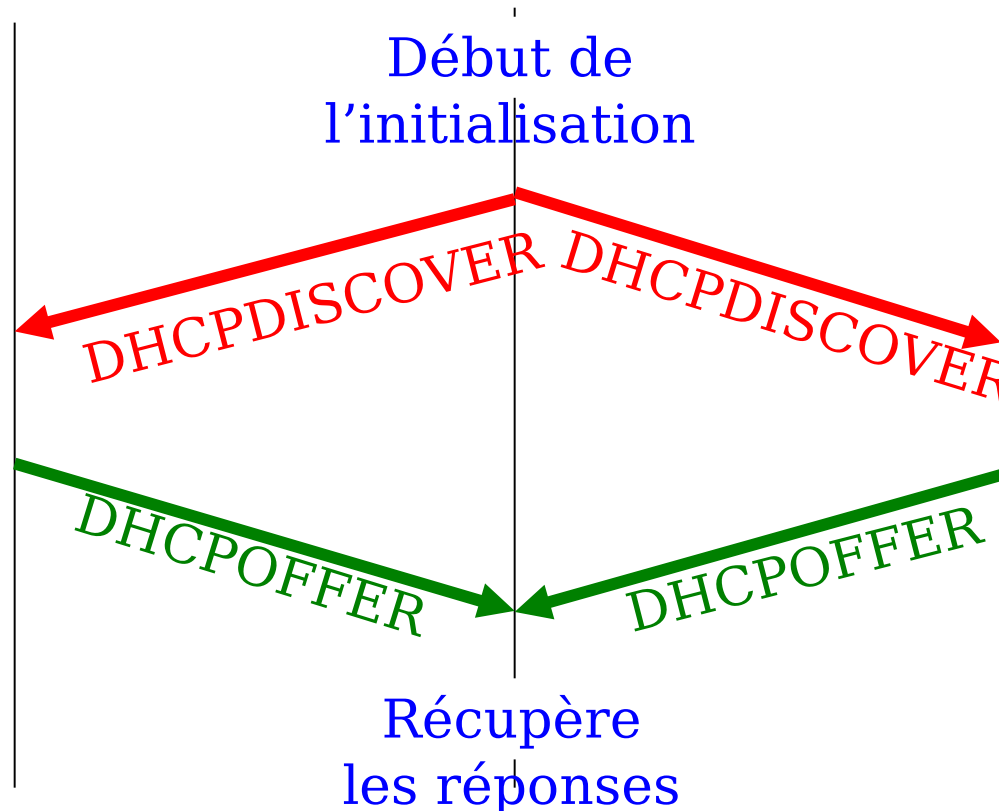 Début de
l’initialisation
DHCPDISCOVER
DHCPDISCOVER
DHCPOFFER
DHCPOFFER
Récupère
les réponses